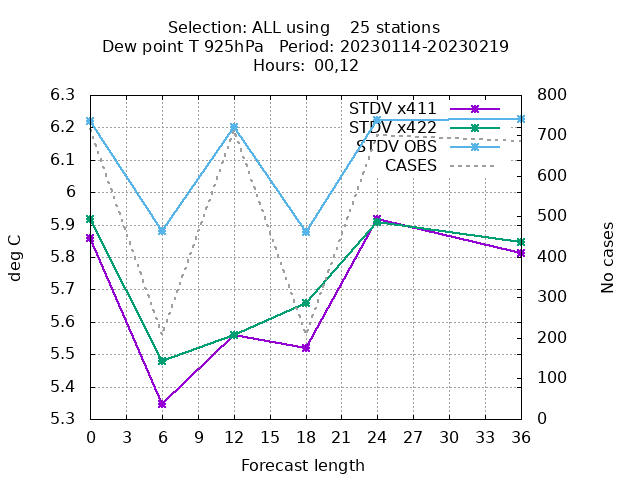 Selection: ALL using    25 stations
Dew point T 925hPa   Period: 20230114-20230219
Hours:  00,12
STDV x411
STDV x422
STDV OBS
CASES
6.3
6.2
6.1
6
5.9
5.8
5.7
5.6
5.5
5.4
5.3
deg C
800
700
600
500
400
300
200
100
0
No cases
0 3 6 9 12 15 18 21 24 27 30 33 36
Forecast length